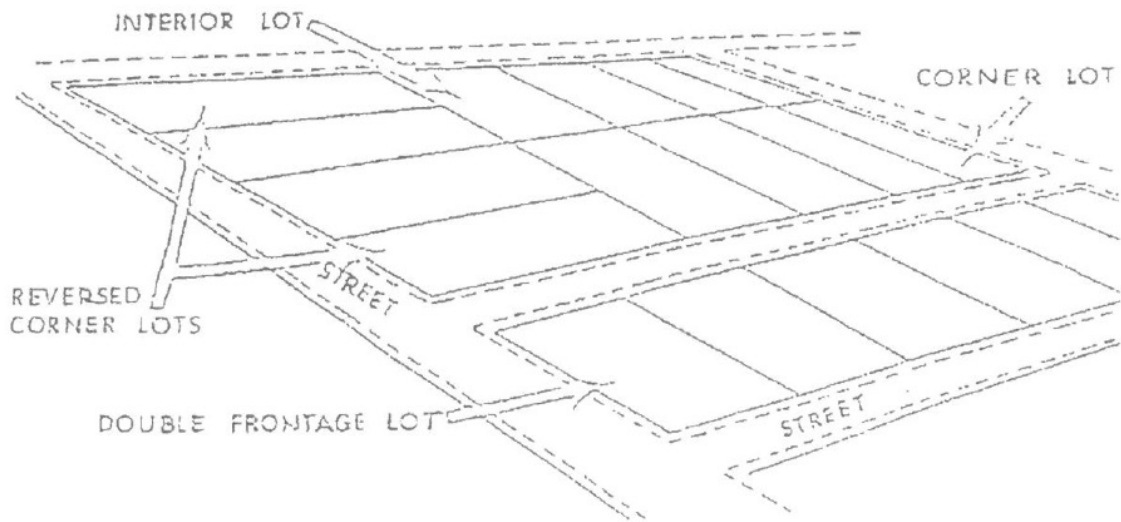 INTERIOR LOT
CORNER LOT
REVERSED
CORNER LOTS
STREET
DOUBLE FRONTAGE LOT
STREET